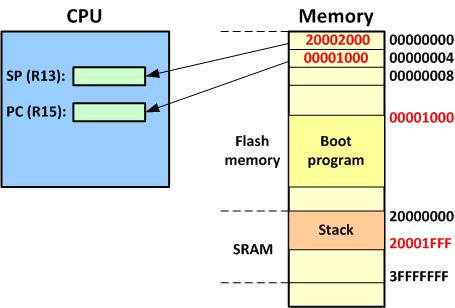 CPU
Memory
20002000 00000000
SP (R13):
00001000 00000004
00000008
PC (R15):
00001000
Flash
memory
Boot
program
20000000
Stack
20001FFF
SRAM
3FFFFFFF